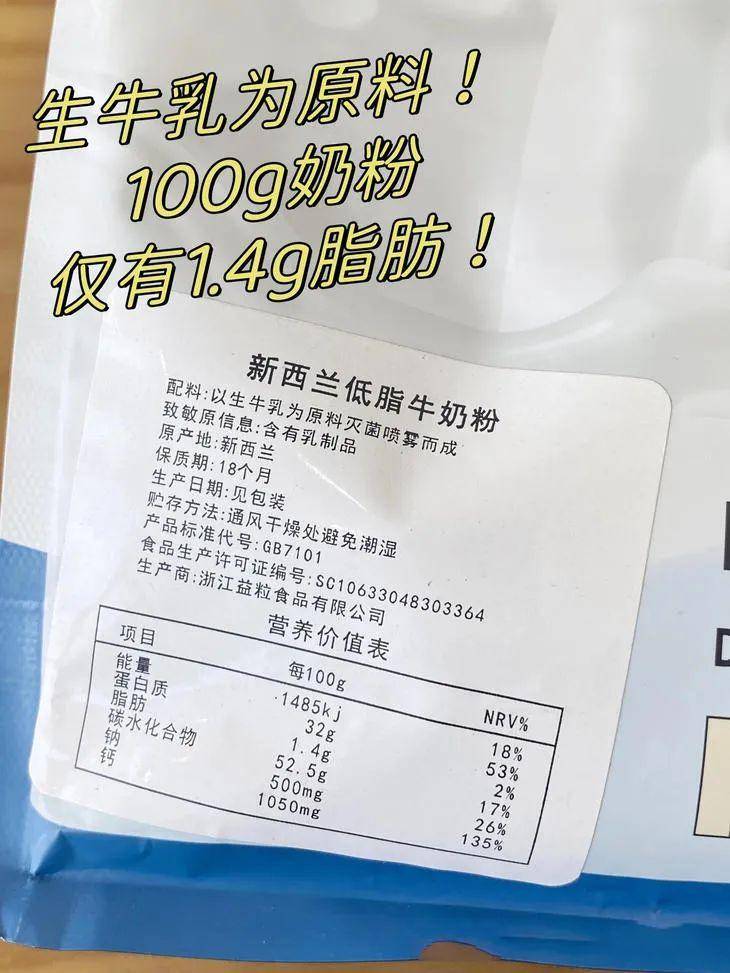 生牛乳为原料！
100g奶粉
仅有1.4g脂肪！
新西兰低脂牛奶粉
配料:以生牛乳为原料灭菌喷雾而成
致敏原信息:含有乳制品
原产地:新西兰
保质期:18个月
生产日期:见包装
贮存方法:通风干燥处避免潮湿
产品标准代号:GB7101
食品生产许可证编号:SC10633048303364
生产商:浙江益粒食品有限公司
营养价值表
项目 每100g NRV%
能量 1485kj 18%
蛋白质 32g 53%
脂肪 1.4g 2%
碳水化合物 52.5g 17%
钠 500mg 26%
钙 1050mg 135%